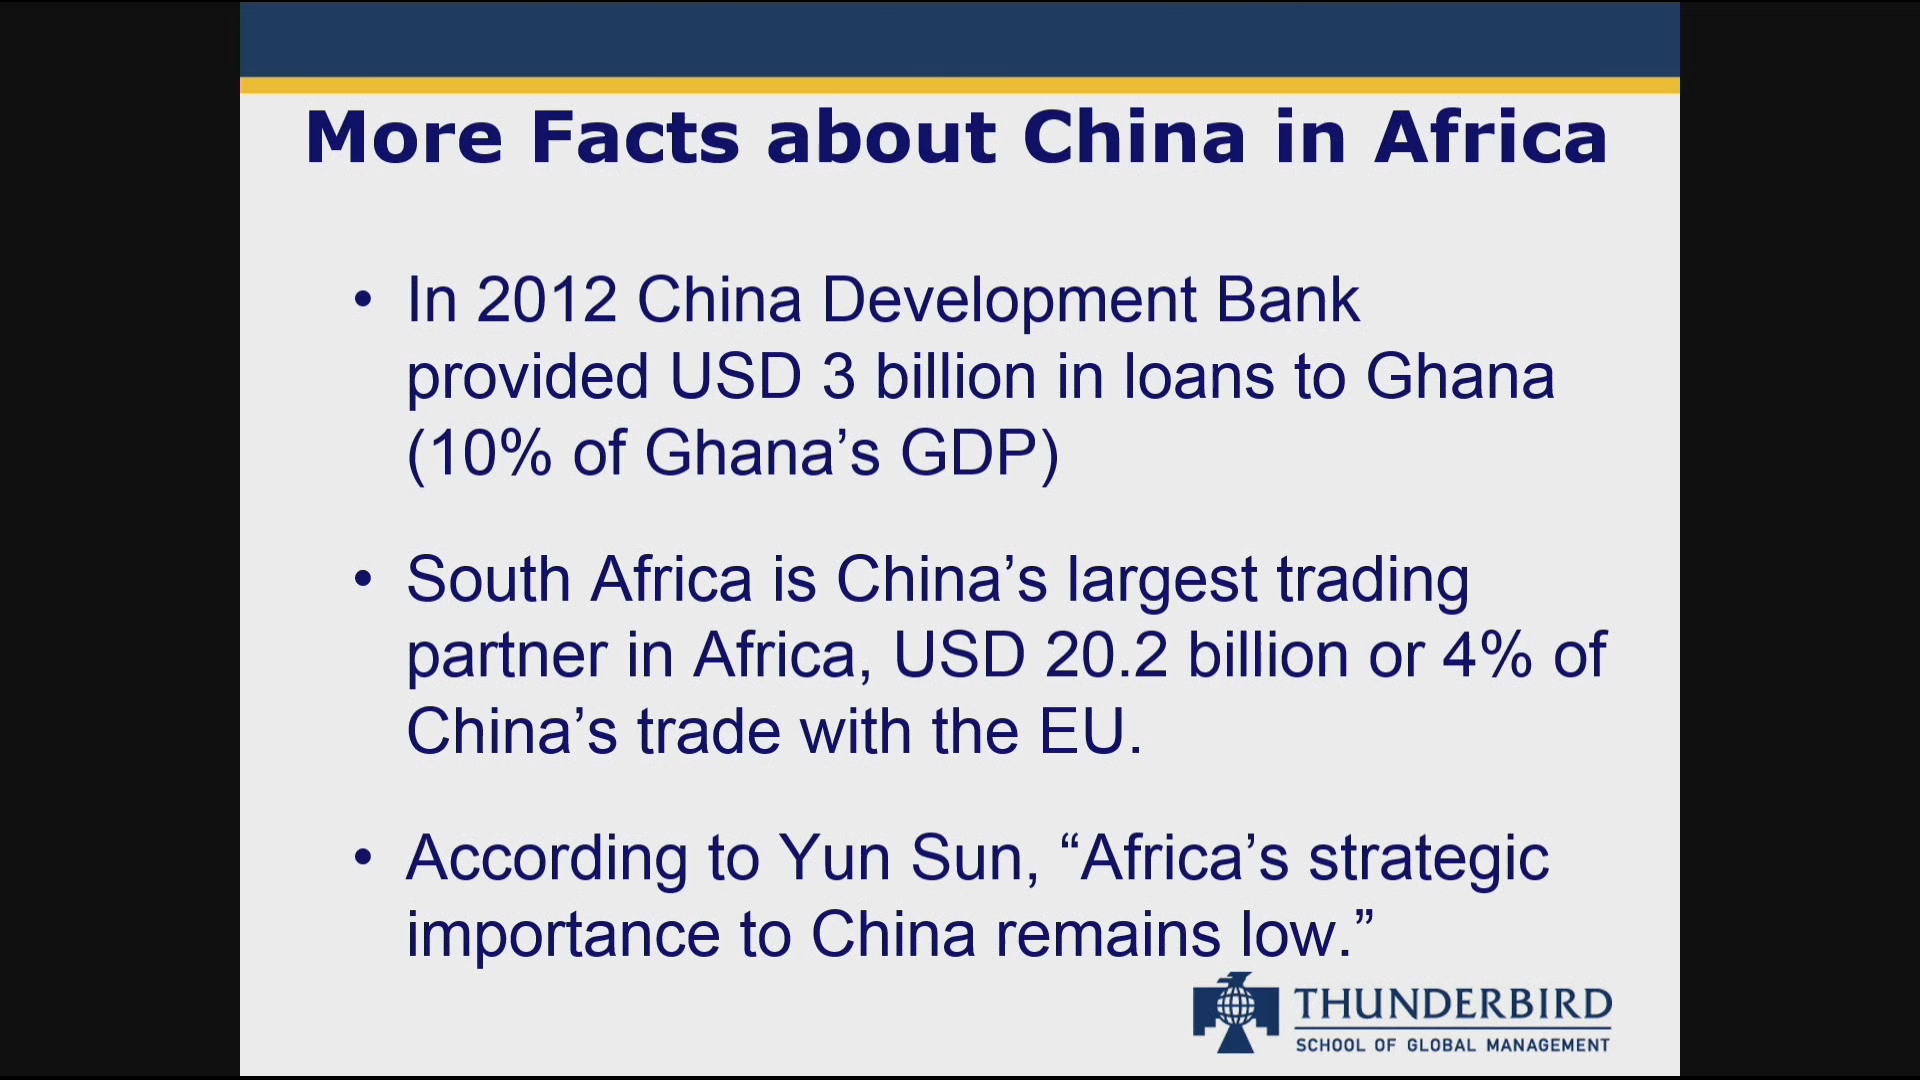 More Facts about China in Africa
• In 2012 China Development Bank
provided USD 3 billion in loans to Ghana
(10% of Ghana’s GDP)
• South Africa is China’s largest trading
partner in Africa, USD 20.2 billion or 4% of
China’s trade with the EU.
• According to Yun Sun, “Africa’s strategic
importance to China remains low.”
THUNDERBIRD
SCHOOL OF GLOBAL MANAGEMENT